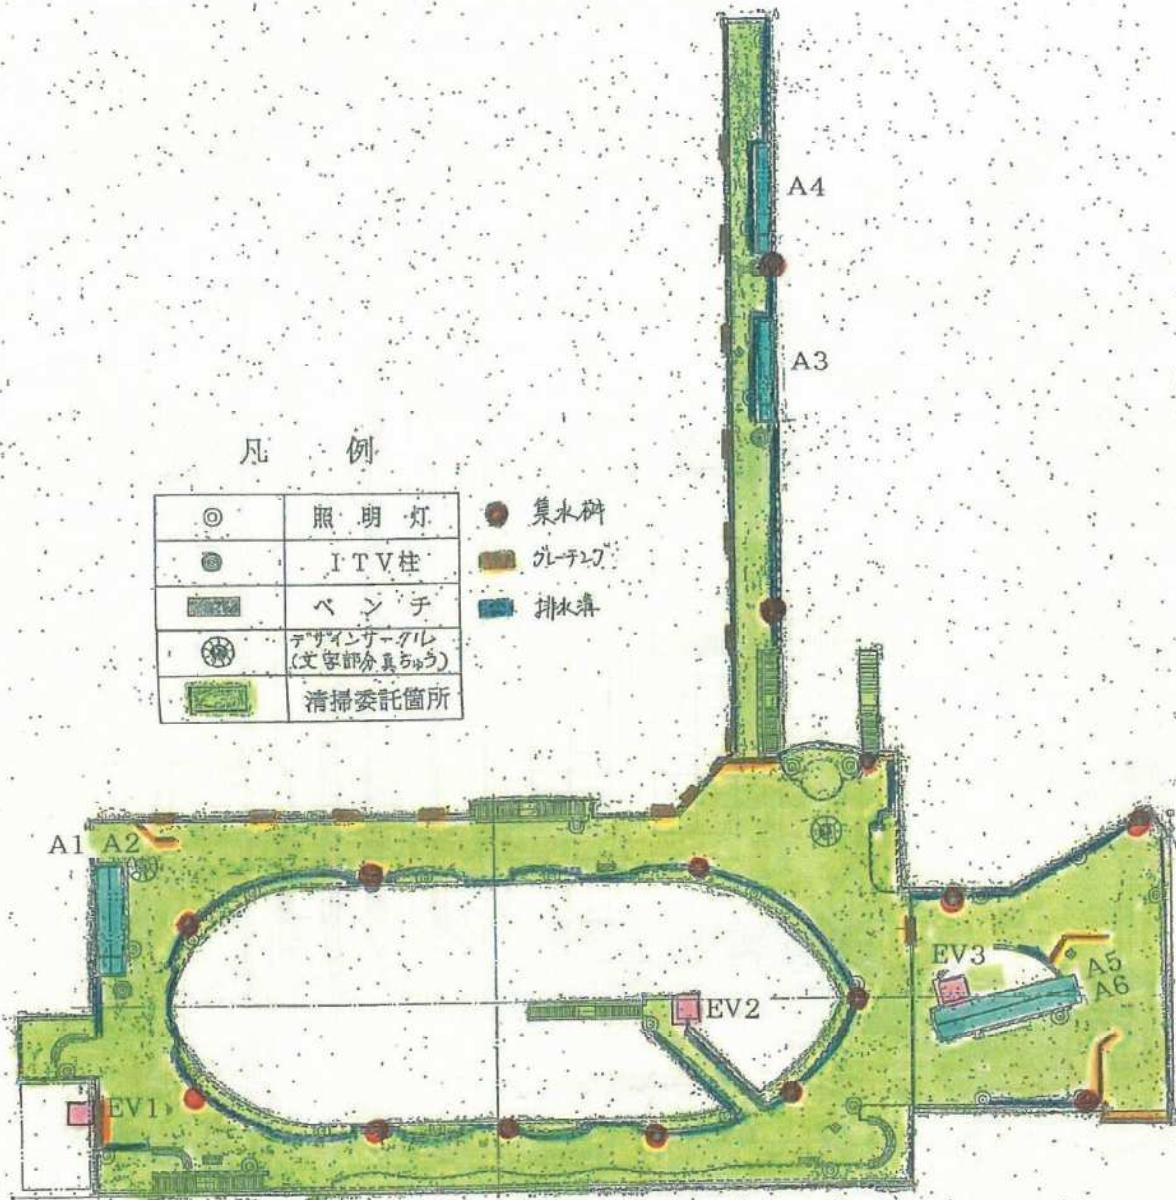 A4
A3
凡 例
照 明 灯
ITV柱
ベ ン チ
デザインサークル
(文字部分真ちゅう)
清掃委託箇所
集水桝
グレーチング
排水溝
A1 A2
EV3
A5
A6
EV2
EV1